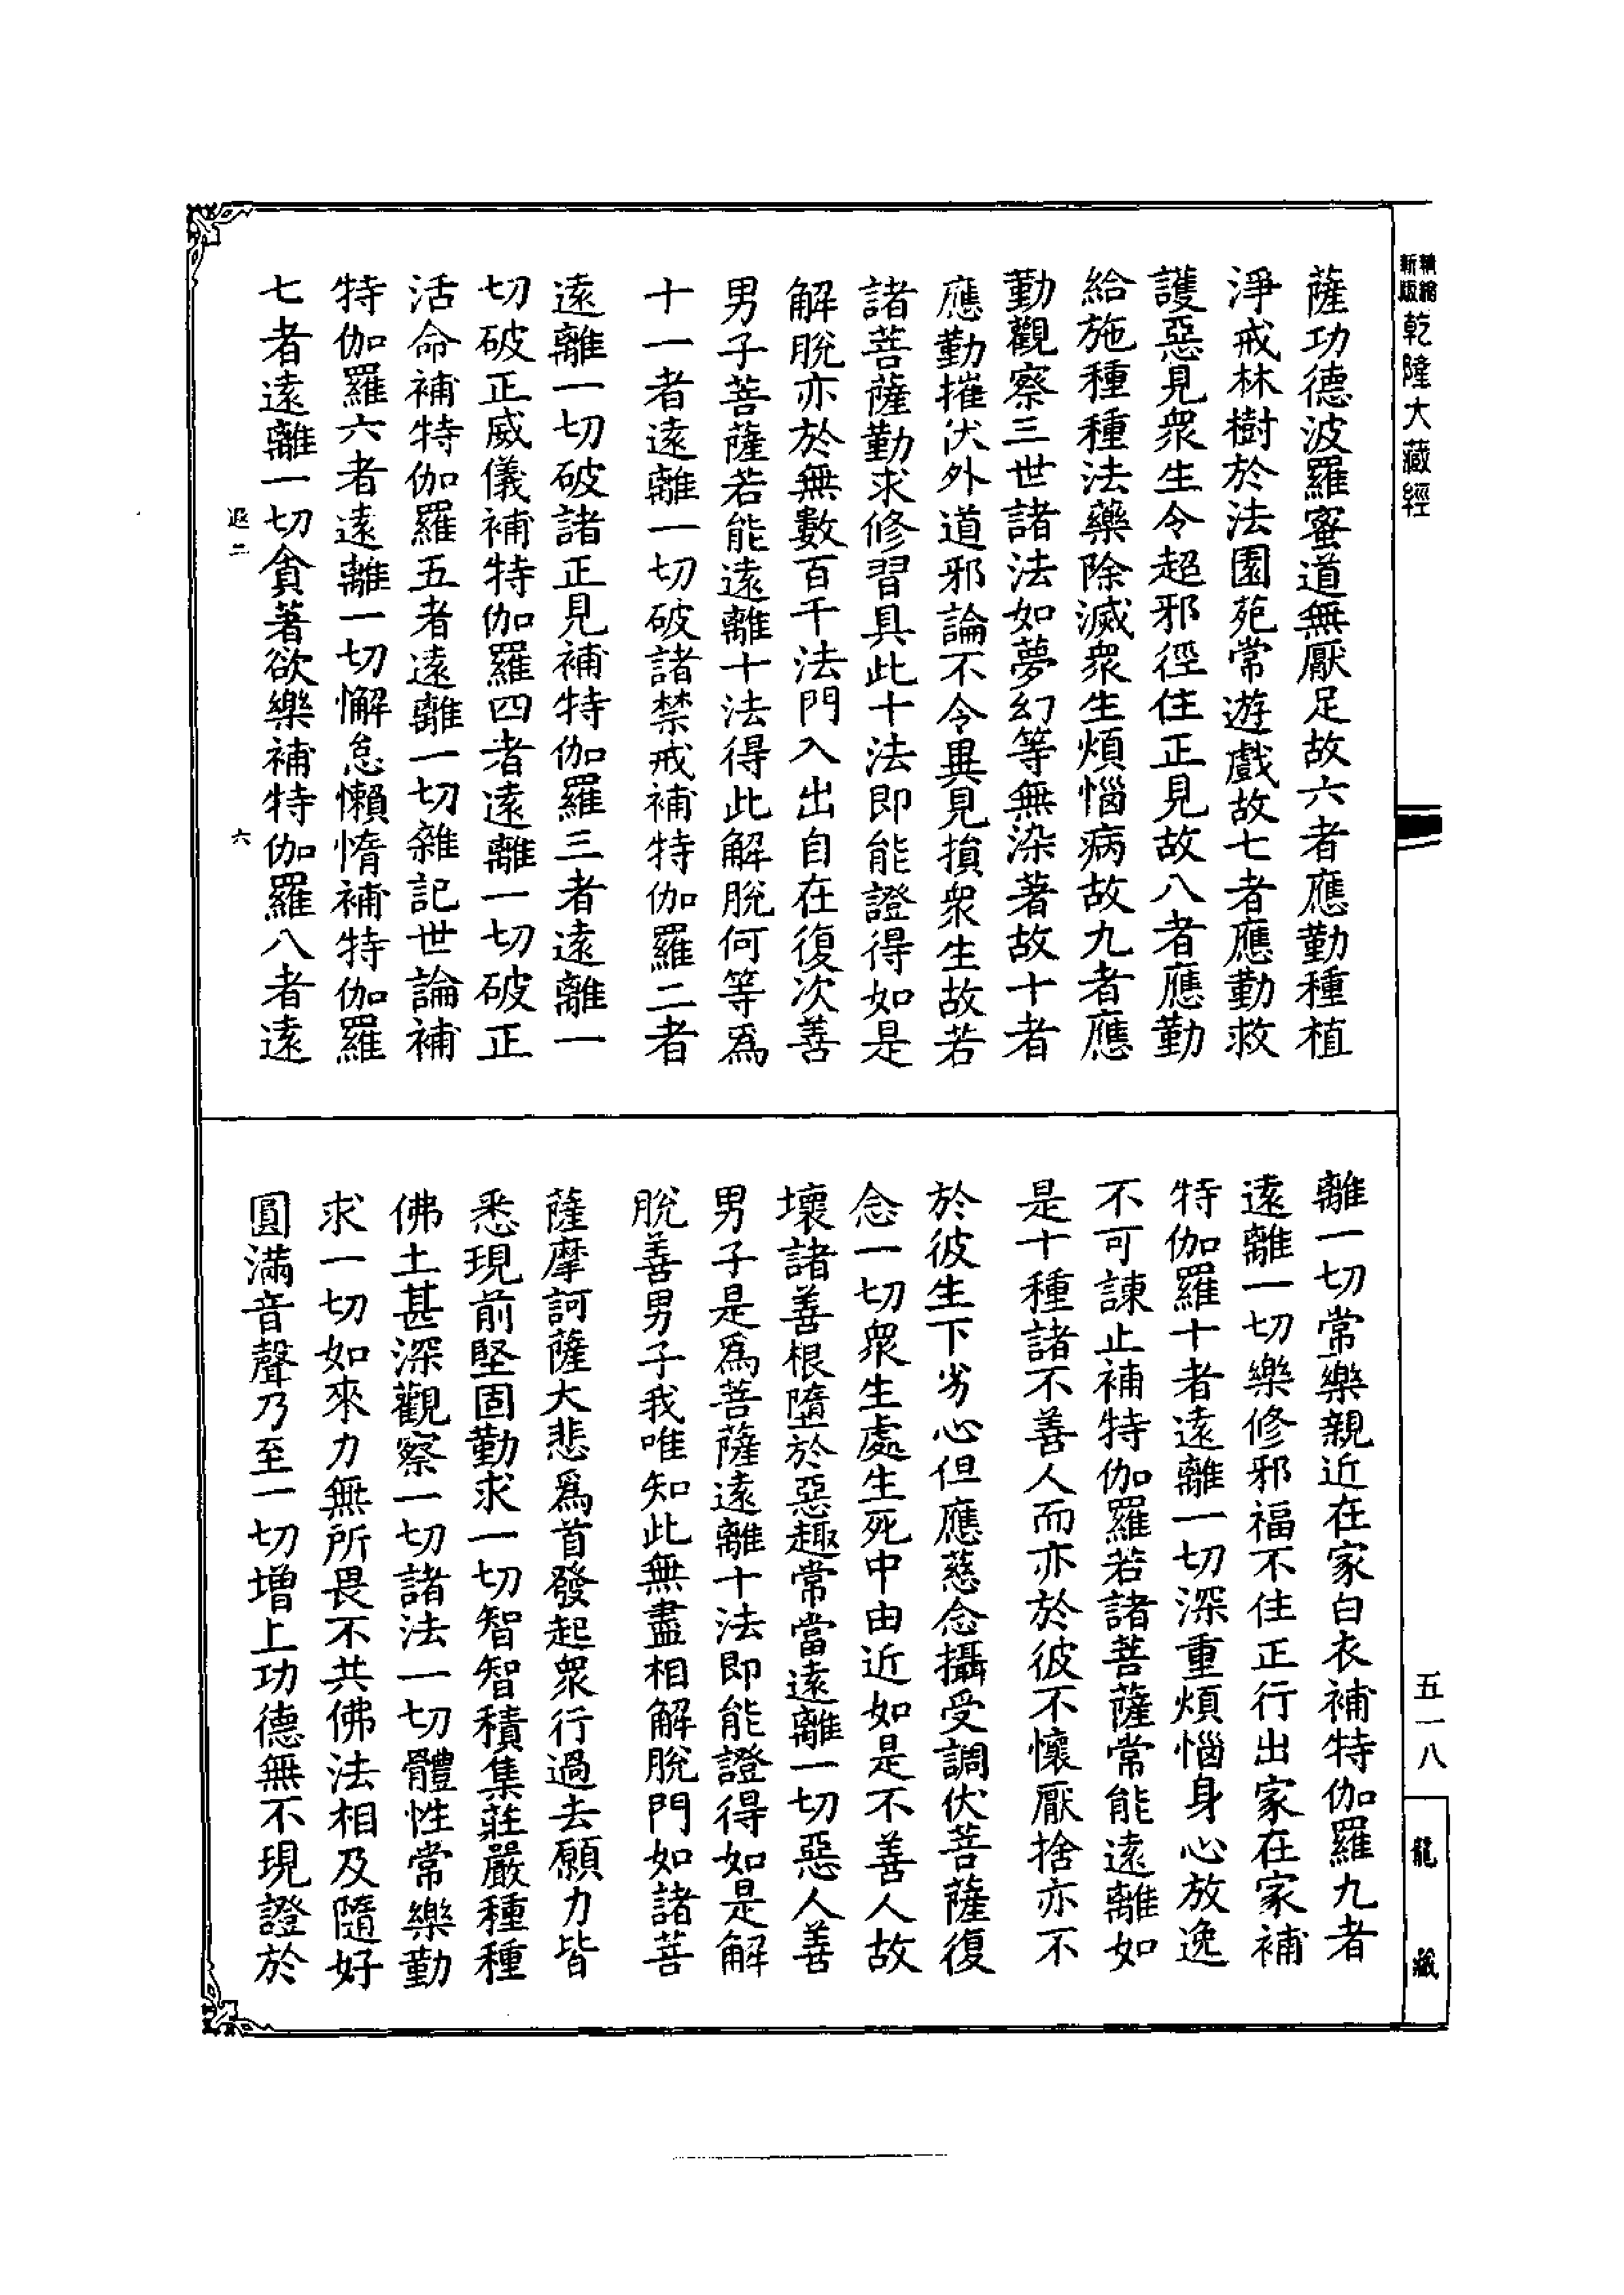 新版
精繪
乾隆大藏經
薩功德波羅蜜道無厭足故六者應勤種植
淨戒林樹於法園苑常遊戲故七者應勤救
護惡見衆生令超邪徑住正見故八者應勤
給施種種法藥除滅衆生煩惱病故九者應
勤觀察三世諸法如夢幻等無染著故十者
應勤摧伏外道邪論不令異見損衆生故若
諸菩薩勤求修習具此十法即能證得如是
解脫亦於無數百千法門入出自在復次善
男子菩薩若能遠離十法得此解脫何等爲
十一者遠離一切破諸禁戒補特伽羅二者
遠離一切破諸正見補特伽羅三者遠離一
切破正威儀補特伽羅四者遠離一切破正
活命補特伽羅五者遠離一切雜記世論補
特伽羅六者遠離一切懈怠懶惰補特伽羅
七者遠離一切貪著欲樂補特伽羅八者遠
遐二
六
離一切常樂親近在家白衣補特伽羅九者
遠離一切樂修邪福不住正行出家在家補
特伽羅十者遠離一切深重煩惱身心放逸
不可諫止補特伽羅若諸菩薩常能遠離如
是十種諸不善人而亦於彼不懷厭捨亦不
於彼生下劣心但應慈念攝受調伏菩薩復
念一切衆生處生死中由近如是不善人故
壞諸善根墮於惡趣常當遠離一切惡人善
男子是爲菩薩遠離十法即能證得如是解
脫善男子我唯知此無盡相解脫門如諸菩
薩摩訶薩大悲爲首發起衆行過去願力皆
悉現前堅固勤求一切智智積集莊嚴種種
佛土甚深觀察一切諸法一切體性常樂勤
求一切如來力無所畏不共佛法相及隨好
圓滿音聲乃至一切增上功德無不現證於
五一八
龍藏